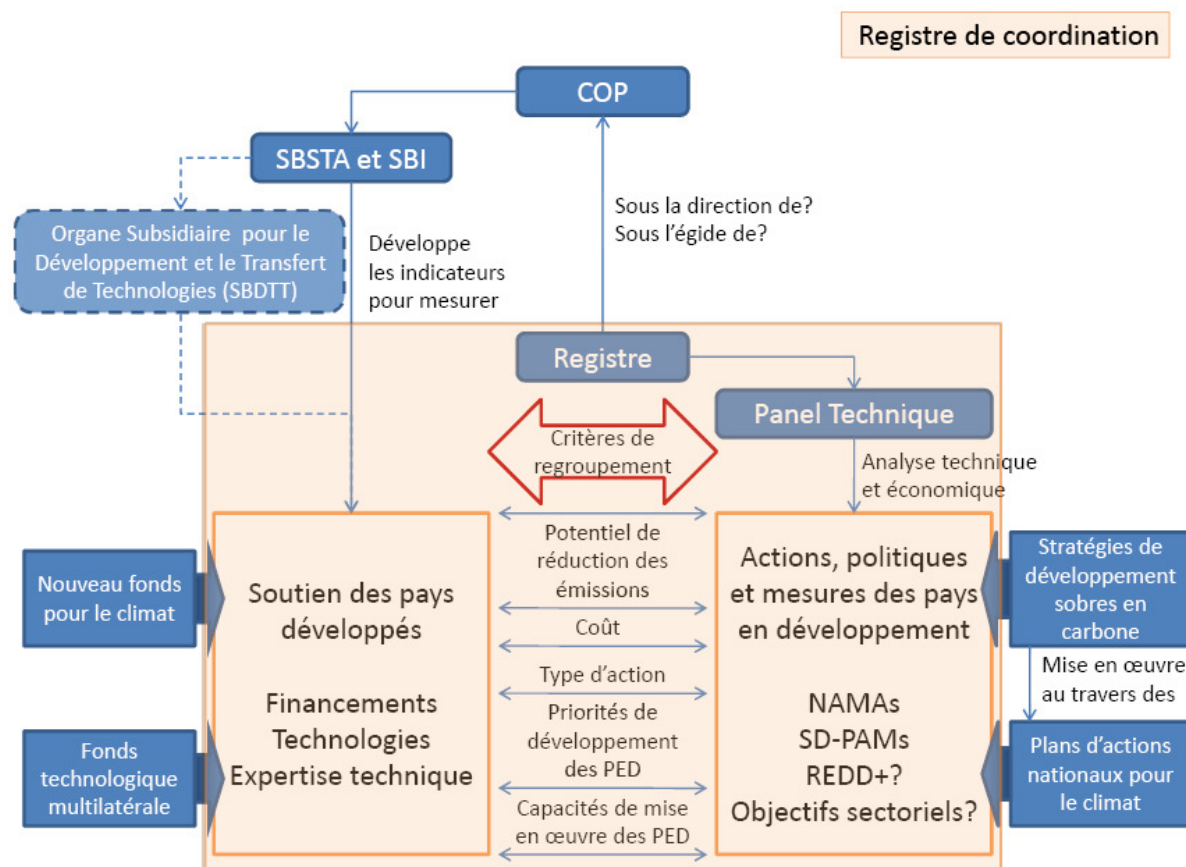 Registre de coordination
COP
SBSTA et SBI
Sous la direction de?
Sous l'égide de?
Organe Subsidiaire pour le
Développement et le Transfert
de Technologies (SBDTT)
Développe
les indicateurs
pour mesurer
Registre
Panel Technique
Critères de
regroupement
Analyse technique
et économique
Nouveau fonds
pour le climat
Fonds
technologique
multilatérale
Soutien des pays
développés
Financements
Technologies
Expertise technique
Potentiel de
réduction des
émissions
Coût
Type d'action
Priorités de
développement
des PED
Capacités de mise
en œuvre des PED
Actions, politiques
et mesures des pays
en développement
NAMAs
SD-PAMs
REDD+?
Objectifs sectoriels?
Stratégies de
développement
sobres en
carbone
Mise en œuvre
au travers des
Plans d'actions
nationaux pour
le climat